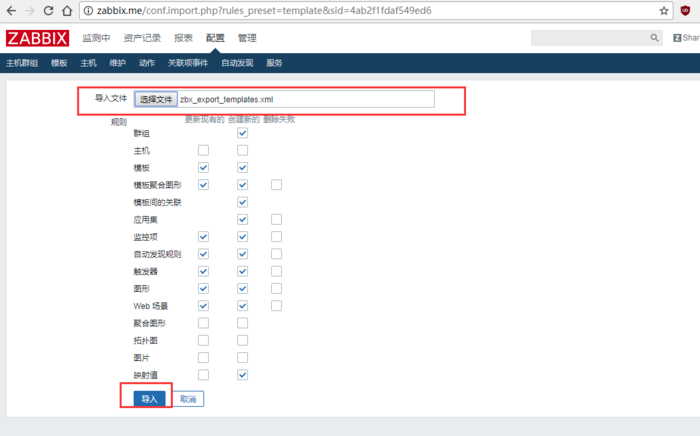 zabbix.me/conf.import.php?rules_preset=template&sid=4ab2f1fdaf549ed6
ZABBIX 监测中 资产记录 报表 配置 管理 Z Shar
主机群组 模板 主机 维护 动作 关联项事件 自动发现 服务
导入文件 选择文件 zbx_export_templates.xml
规则 更新现有的 创建新的 删除失败
群组
主机
模板
模板聚合图形
模板间的关联
应用集
监控项
自动发现规则
触发器
图形
Web 场景
聚合图形
拓扑图
图片
映射值
导入 取消